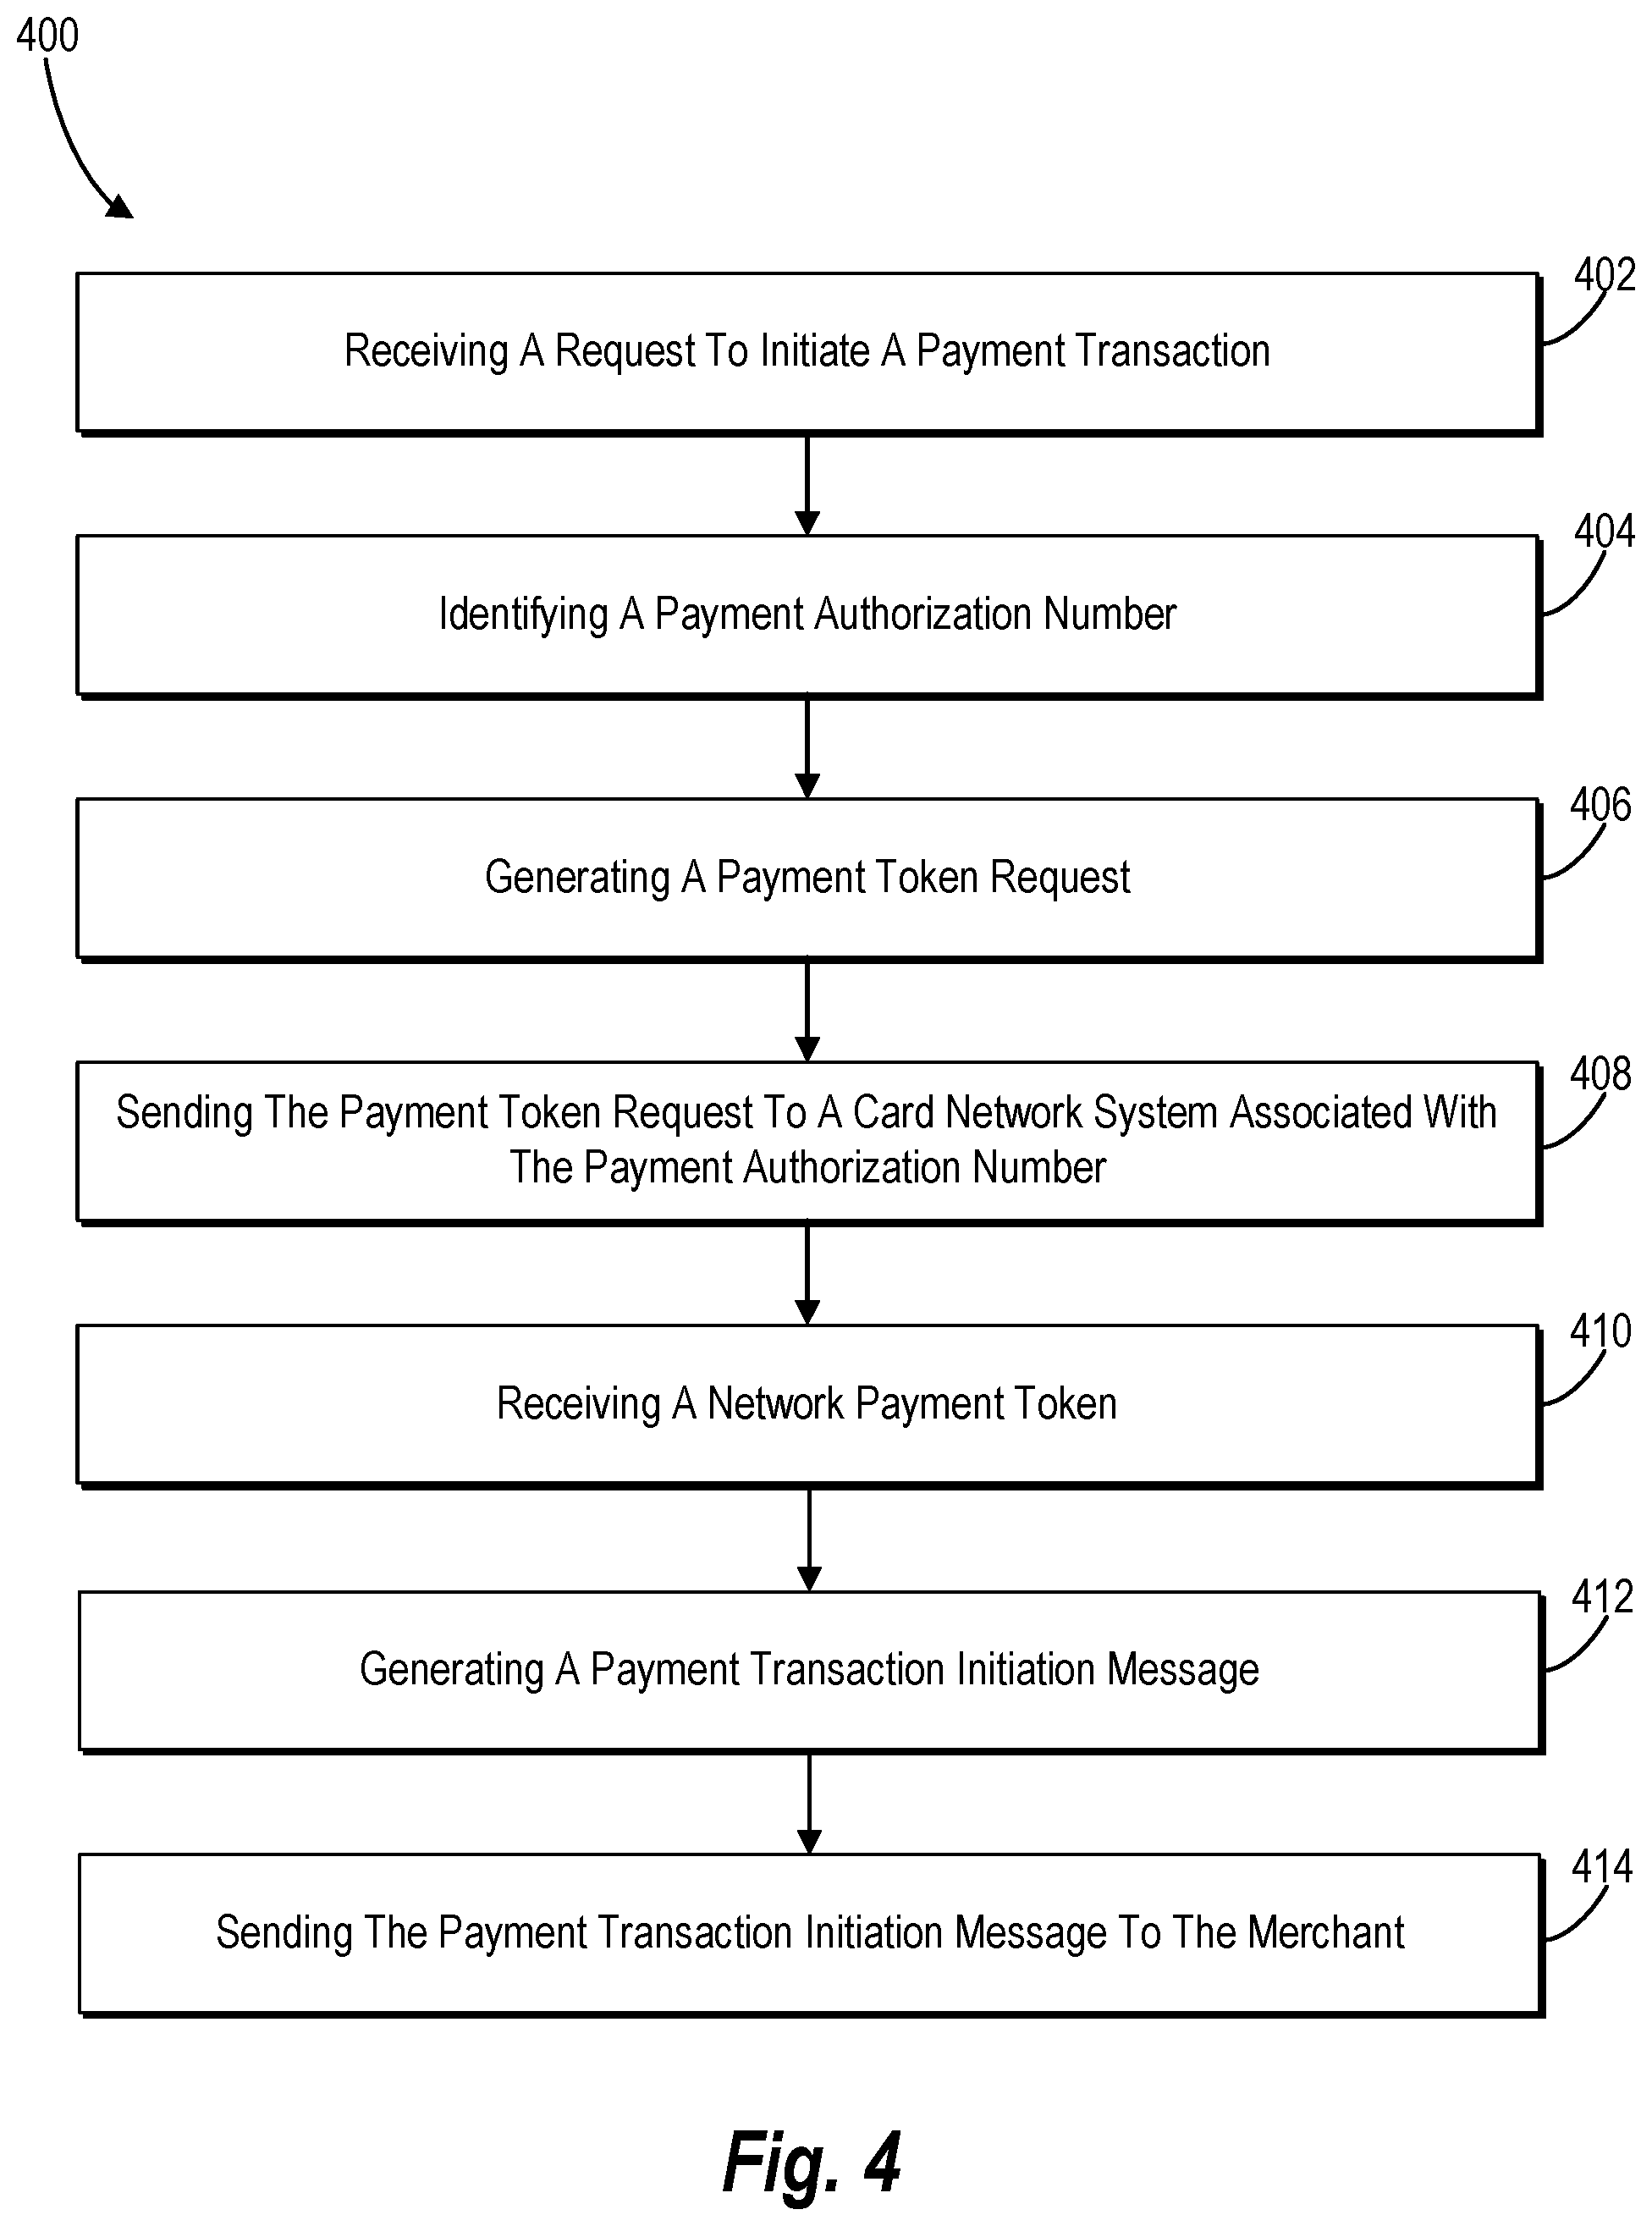 400
402
Receiving A Request To Initiate A Payment Transaction
404
Identifying A Payment Authorization Number
406
Generating A Payment Token Request
408
Sending The Payment Token Request To A Card Network System Associated With
The Payment Authorization Number
410
Receiving A Network Payment Token
412
Generating A Payment Transaction Initiation Message
414
Sending The Payment Transaction Initiation Message To The Merchant
Fig. 4